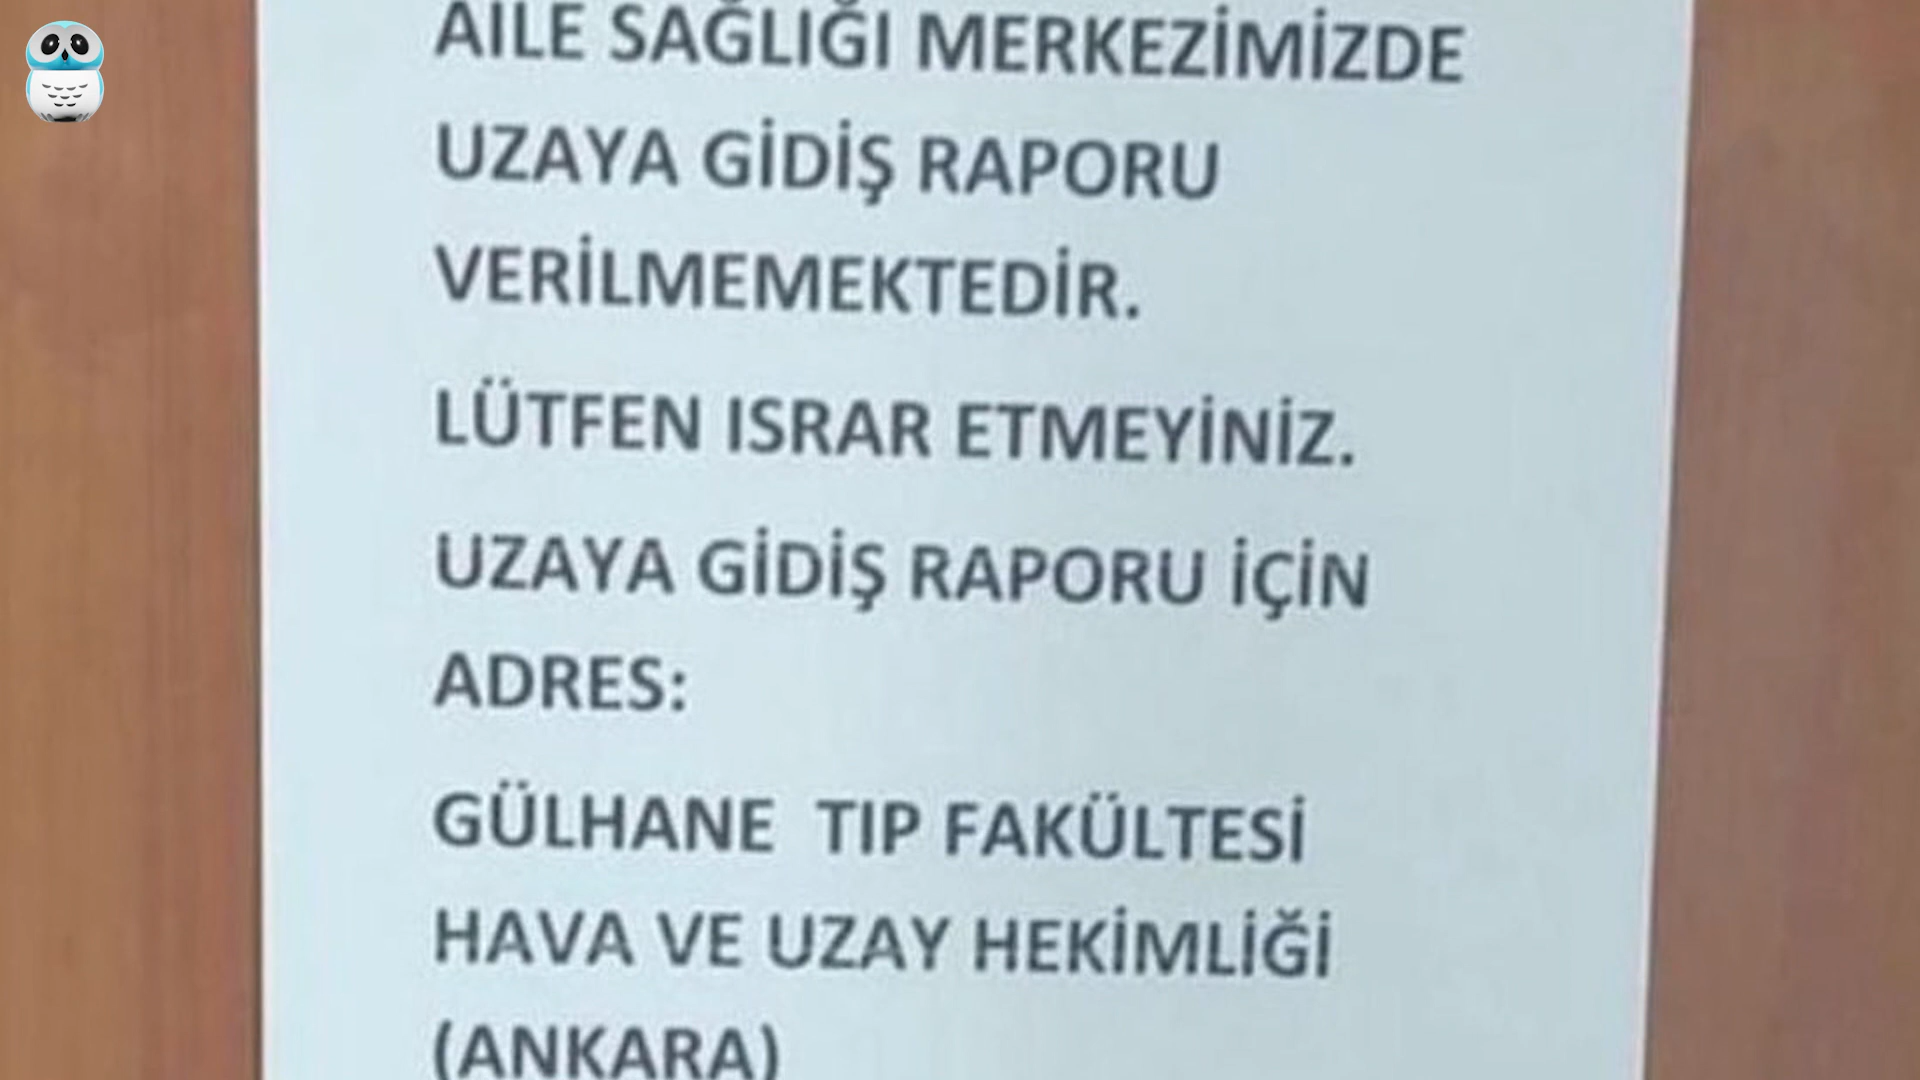 AİLE SAĞLIĞI MERKEZİMİZDE
UZAYA GİDİŞ RAPORU
VERİLMEMEKTEDİR.
LÜTFEN ISRAR ETMEYİNİZ.
UZAYA GİDİŞ RAPORU İÇİN
ADRES:
GÜLHANE TIP FAKÜLTESİ
HAVA VE UZAY HEKİMLİĞİ
(ANKARA)